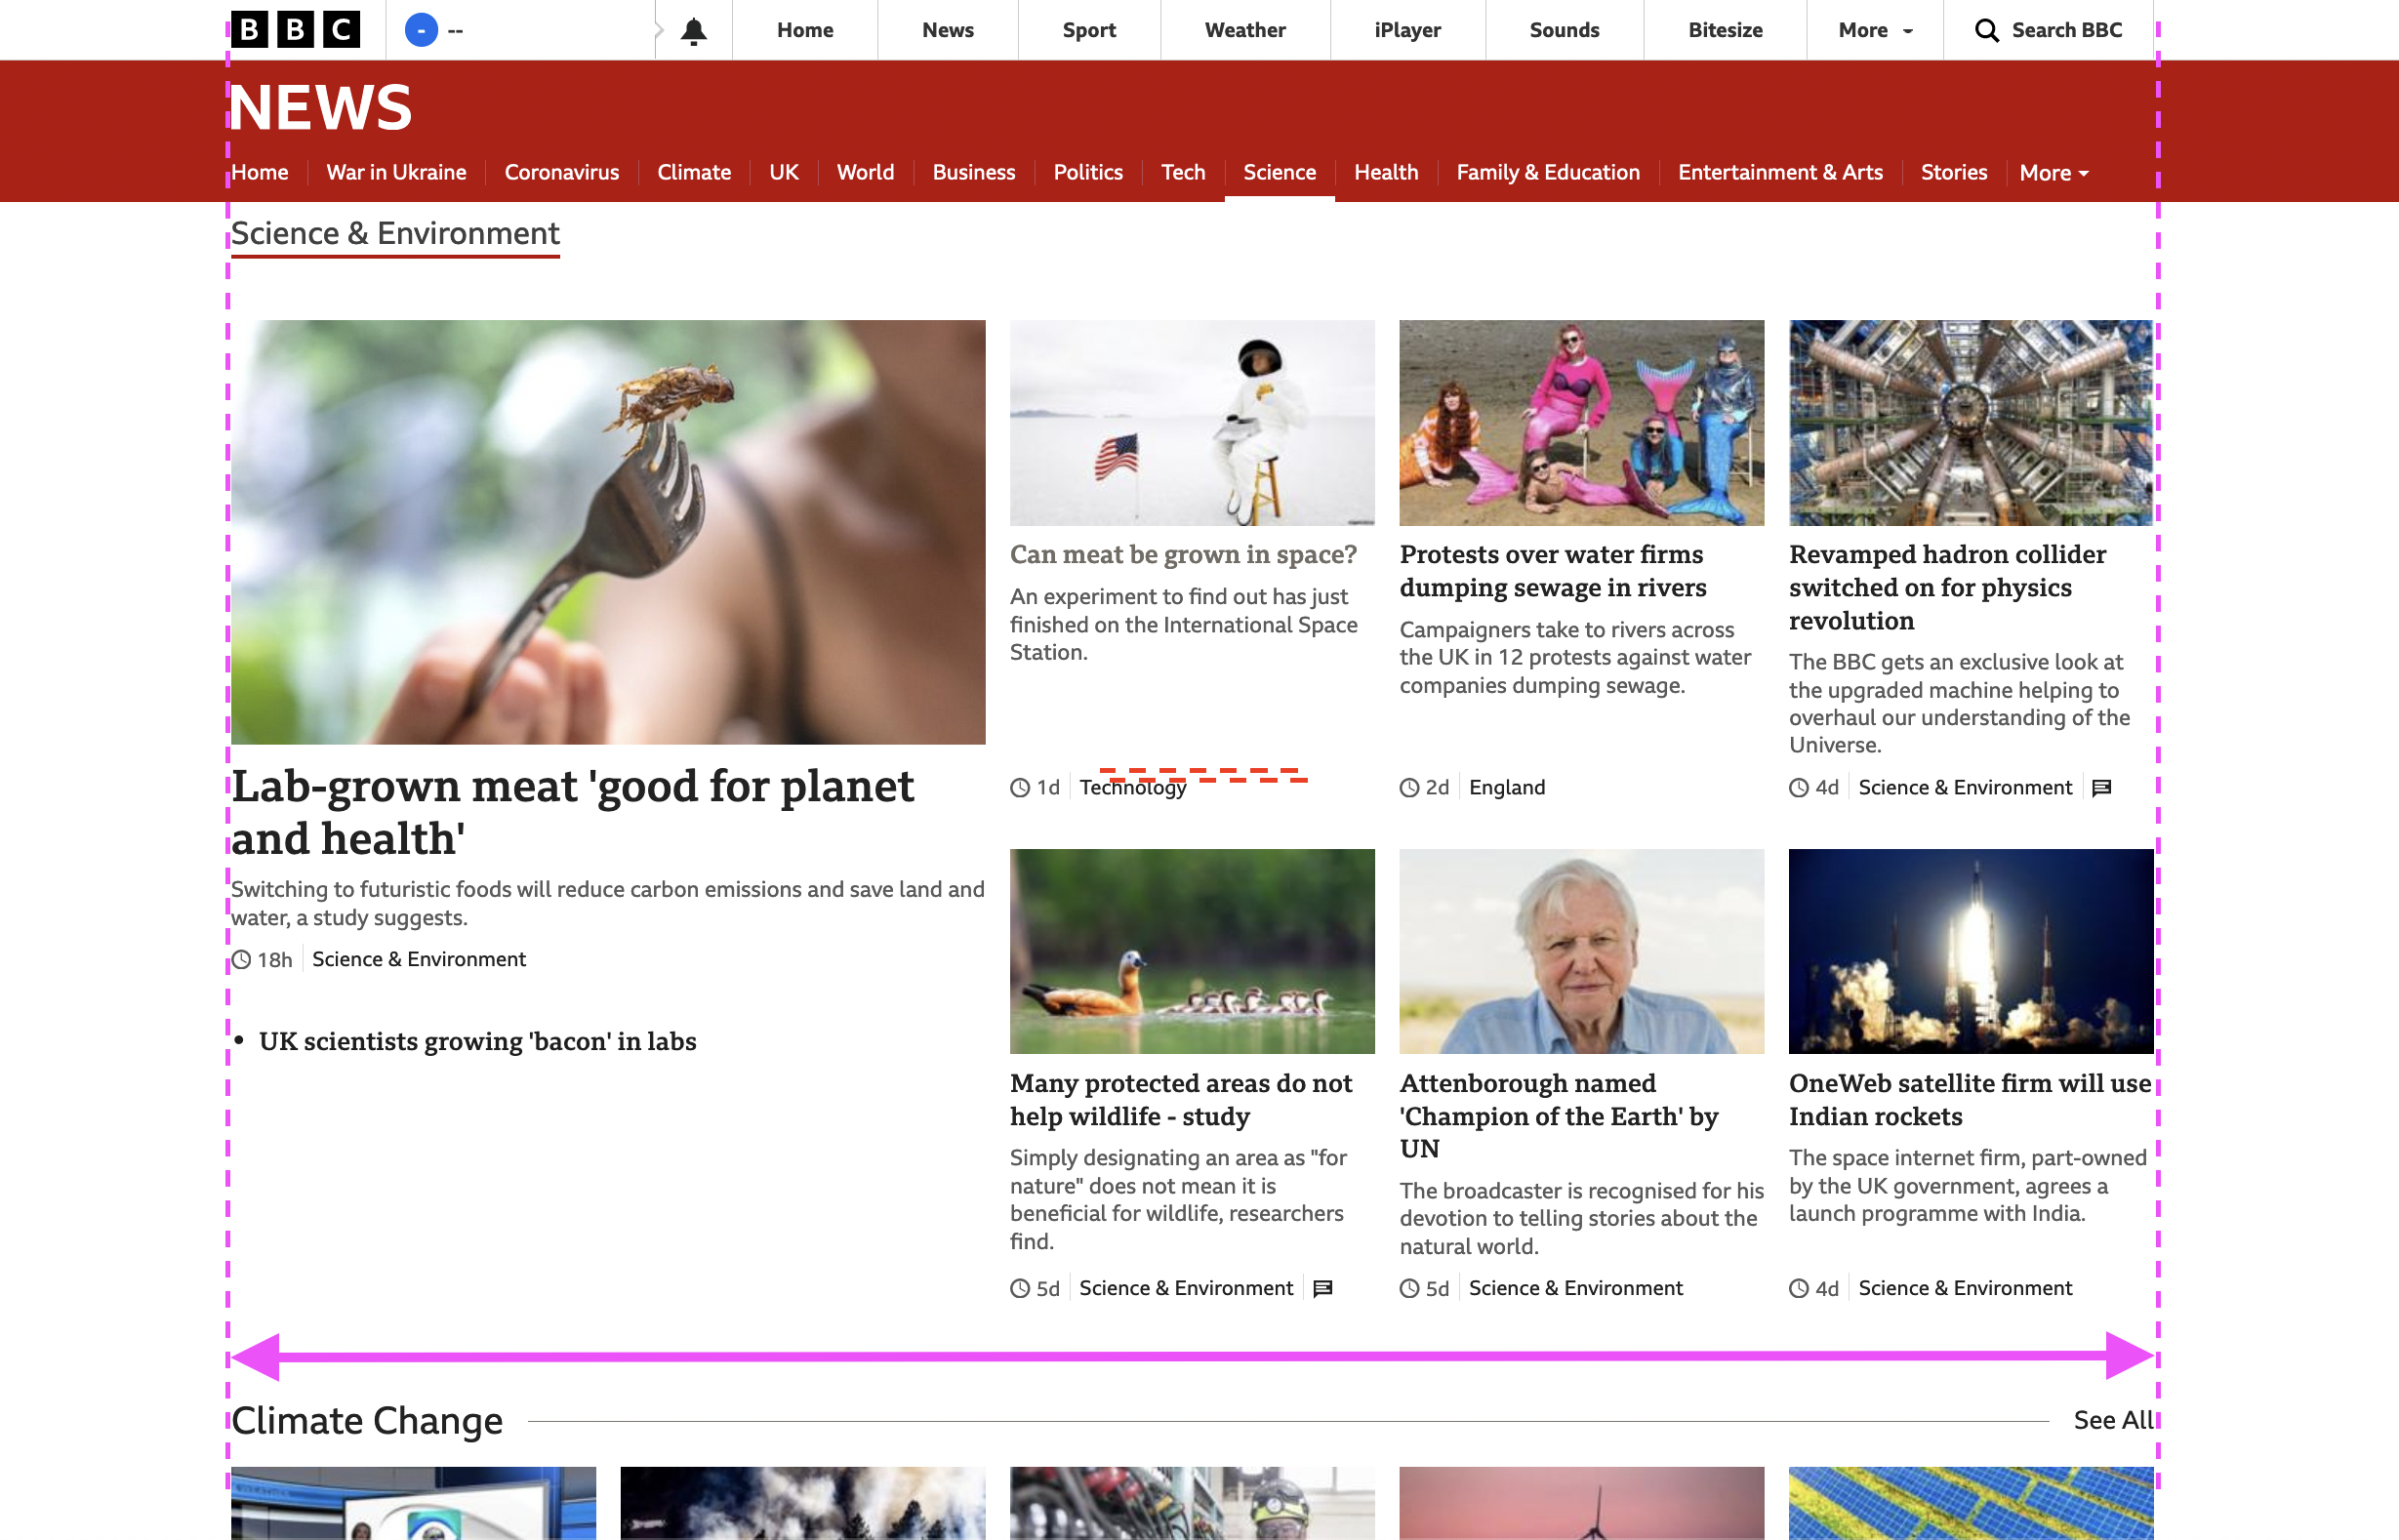 BBC
- --
Home News Sport Weather iPlayer Sounds Bitesize More Search BBC
NEWS
Home War in Ukraine Coronavirus Climate UK World Business Politics Tech Science Health Family & Education Entertainment & Arts Stories More
Science & Environment
Lab-grown meat 'good for planet
and health'
Switching to futuristic foods will reduce carbon emissions and save land and
water, a study suggests.
18h Science & Environment
UK scientists growing 'bacon' in labs
Can meat be grown in space?
An experiment to find out has just
finished on the International Space
Station.
1d Technology
Protests over water firms
dumping sewage in rivers
Campaigners take to rivers across
the UK in 12 protests against water
companies dumping sewage.
2d England
Revamped hadron collider
switched on for physics
revolution
The BBC gets an exclusive look at
the upgraded machine helping to
overhaul our understanding of the
Universe.
4d Science & Environment
Many protected areas do not
help wildlife - study
Simply designating an area as "for
nature" does not mean it is
beneficial for wildlife, researchers
find.
5d Science & Environment
Attenborough named
'Champion of the Earth' by
UN
The broadcaster is recognised for his
devotion to telling stories about the
natural world.
5d Science & Environment
OneWeb satellite firm will use
Indian rockets
The space internet firm, part-owned
by the UK government, agrees a
launch programme with India.
4d Science & Environment
Climate Change See All